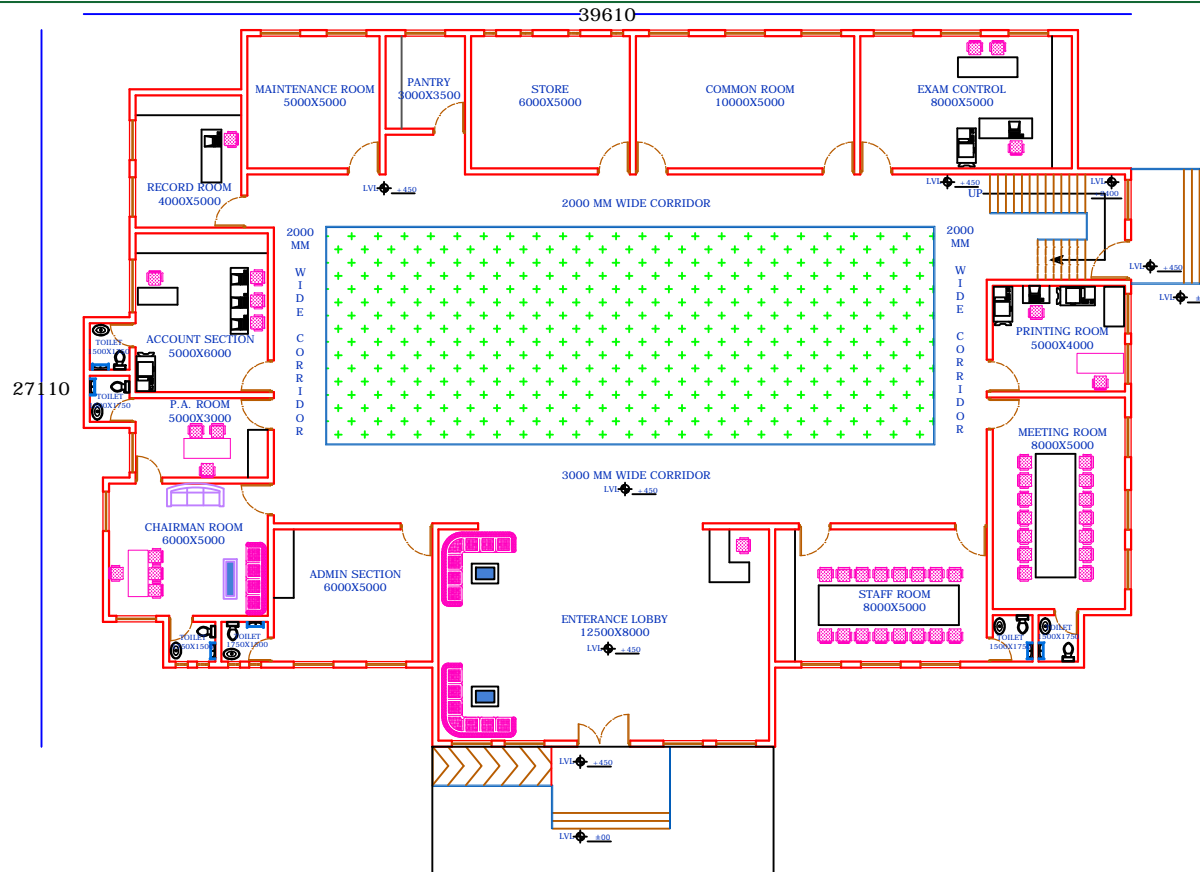 39610
MAINTENANCE ROOM
5000X5000
PANTRY
3000X3500
STORE
6000X5000
COMMON ROOM
10000X5000
EXAM CONTROL
8000X5000
RECORD ROOM
4000X5000
LVL +450
LVL +450
LVL
UP
2000 MM WIDE CORRIDOR
2000
MM
WIDE
CORRIDOR
2000
MM
WIDE
CORRIDOR
LVL +450
LVL
ACCOUNT SECTION
5000X6000
TOILET
PRINTING ROOM
5000X4000
27110
TOILET
P.A. ROOM
5000X3000
MEETING ROOM
8000X5000
3000 MM WIDE CORRIDOR
LVL +450
CHAIRMAN ROOM
6000X5000
ADMIN SECTION
6000X5000
STAFF ROOM
8000X5000
ENTERANCE LOBBY
12500X8000
LVL +450
TOILET
TOILET
TOILET
TOILET
LVL +450
LVL ±00